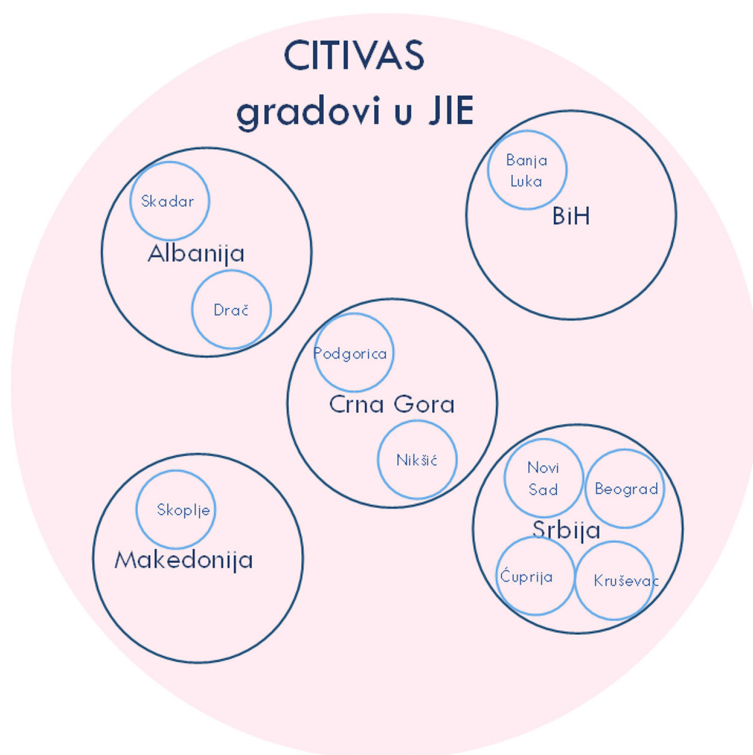 CITIVAS
gradovi u JIE
Skadar
Albanija
Drač
Banja
Luka
BiH
Podgorica
Crna Gora
Nikšić
Skoplje
Makedonija
Novi
Sad
Beograd
Srbija
Ćuprija
Kruševac